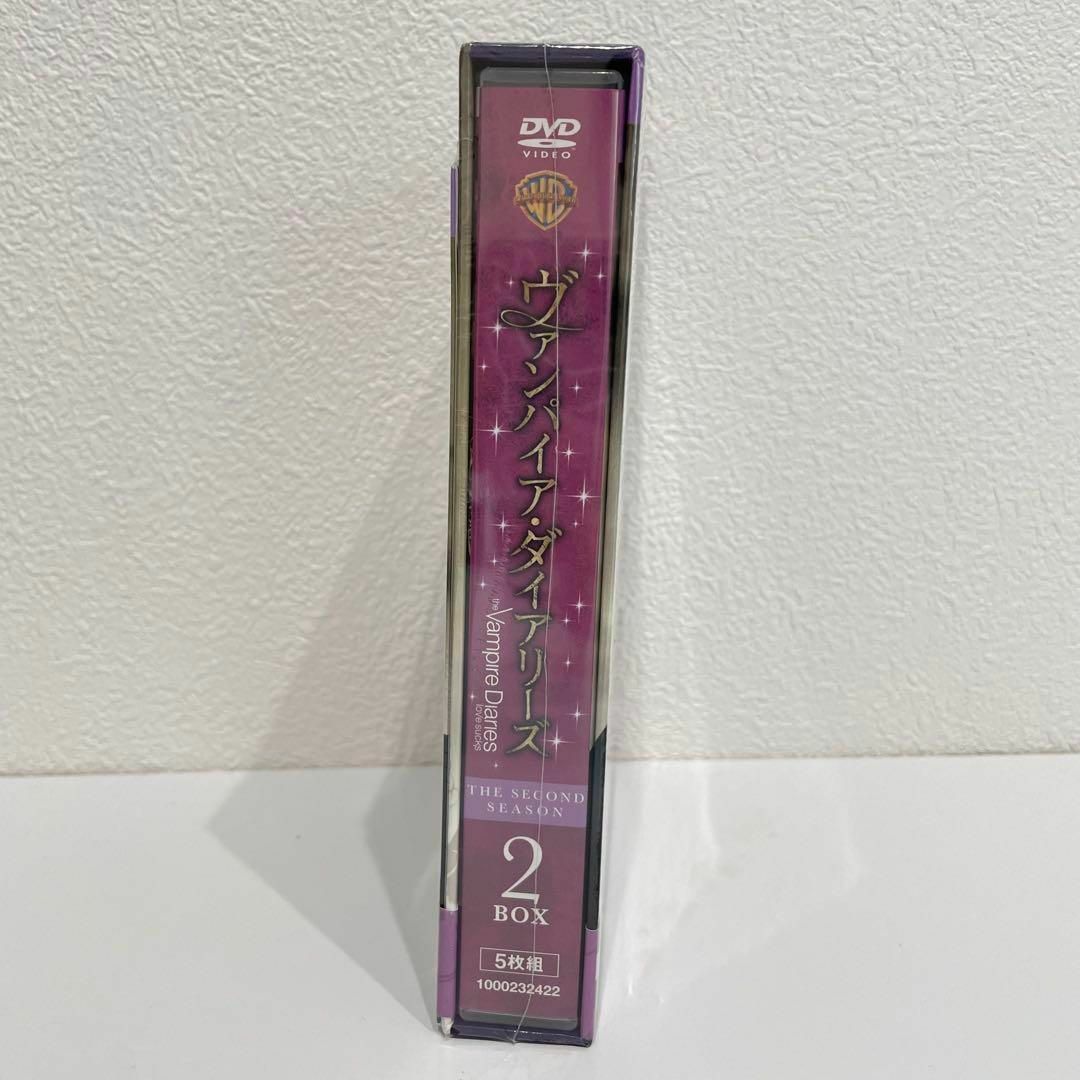 DVD
VIDEO
WB
ヴァンパイア・ダイアリーズ
the Vampire Diaries
love sucks
THE SECOND
SEASON
2
BOX
5枚組
1000232422